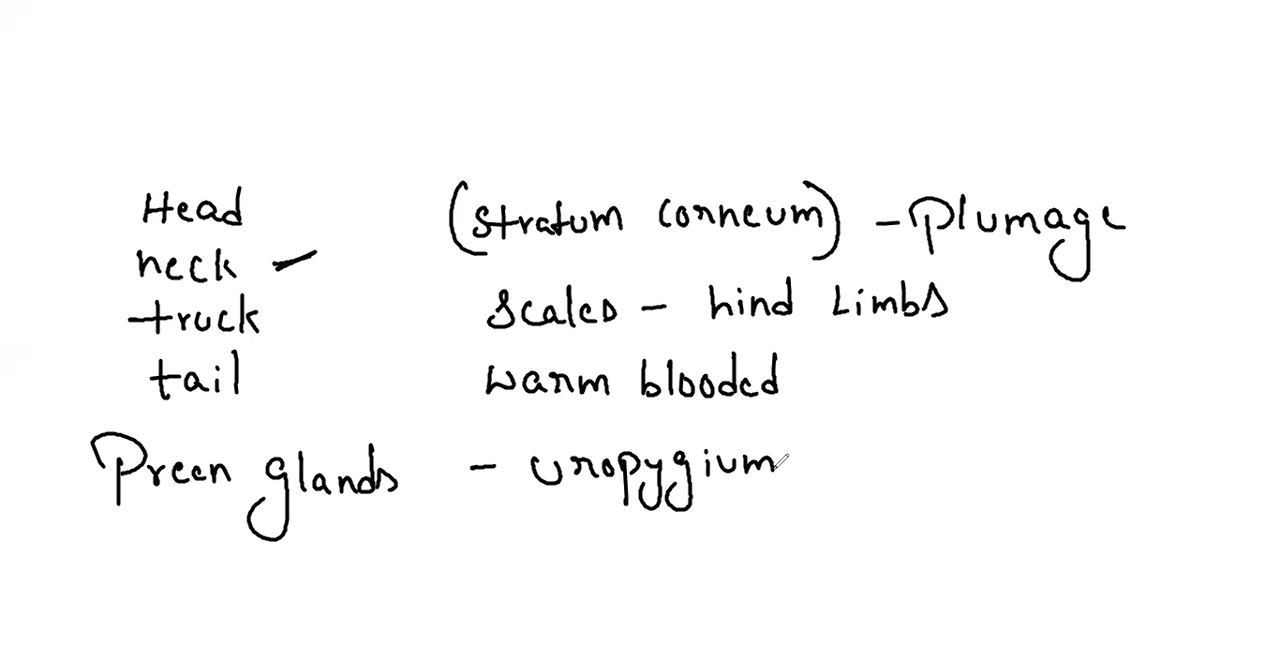 Head (stratum corneum) - Plumage
neck -
truck scales - hind Limbs
tail warm blooded
Preen glands - uropygium